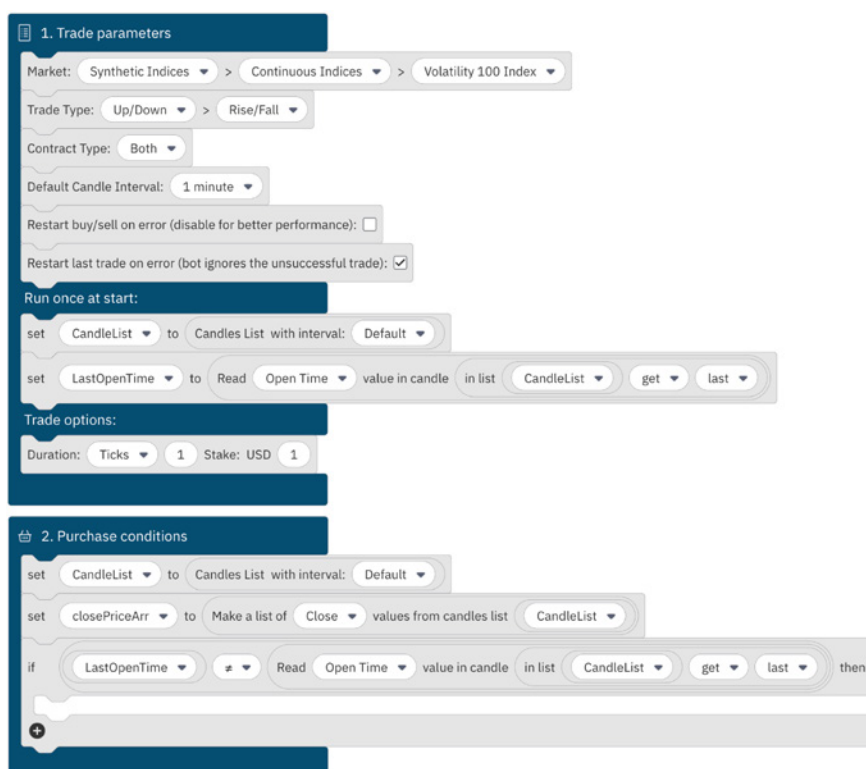 1. Trade parameters
Market: Synthetic Indices > Continuous Indices > Volatility 100 Index
Trade Type: Up/Down > Rise/Fall
Contract Type: Both
Default Candle Interval: 1 minute
Restart buy/sell on error (disable for better performance):
Restart last trade on error (bot ignores the unsuccessful trade):
Run once at start:
set CandleList to Candles List with interval: Default
set LastOpenTime to Read Open Time value in candle in list CandleList get last
Trade options:
Duration: Ticks 1 Stake: USD 1
2. Purchase conditions
set CandleList to Candles List with interval: Default
set closePriceArr to Make a list of Close values from candles list CandleList
if LastOpenTime ≠ Read Open Time value in candle in list CandleList get last then